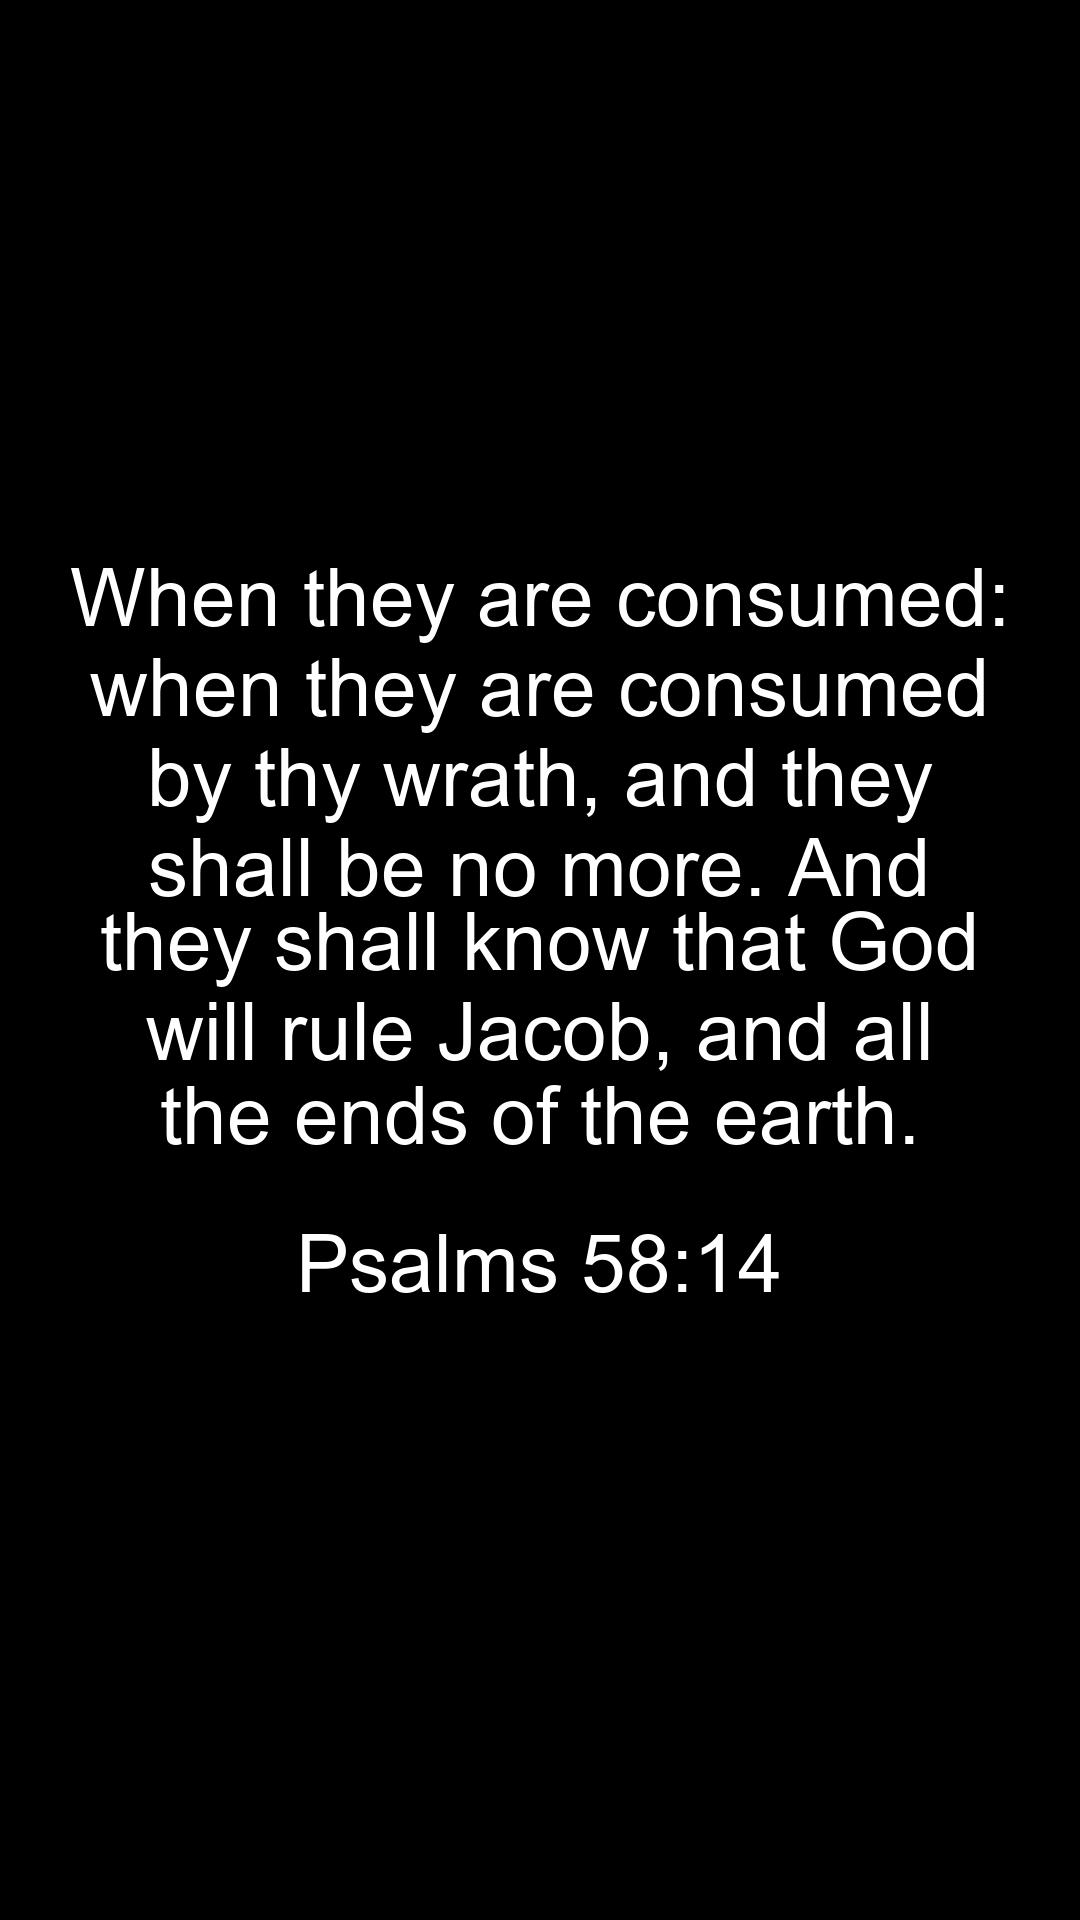 When they are consumed:
when they are consumed
by thy wrath, and they
shall be no more. And
they shall know that God
will rule Jacob, and all
the ends of the earth.
Psalms 58:14